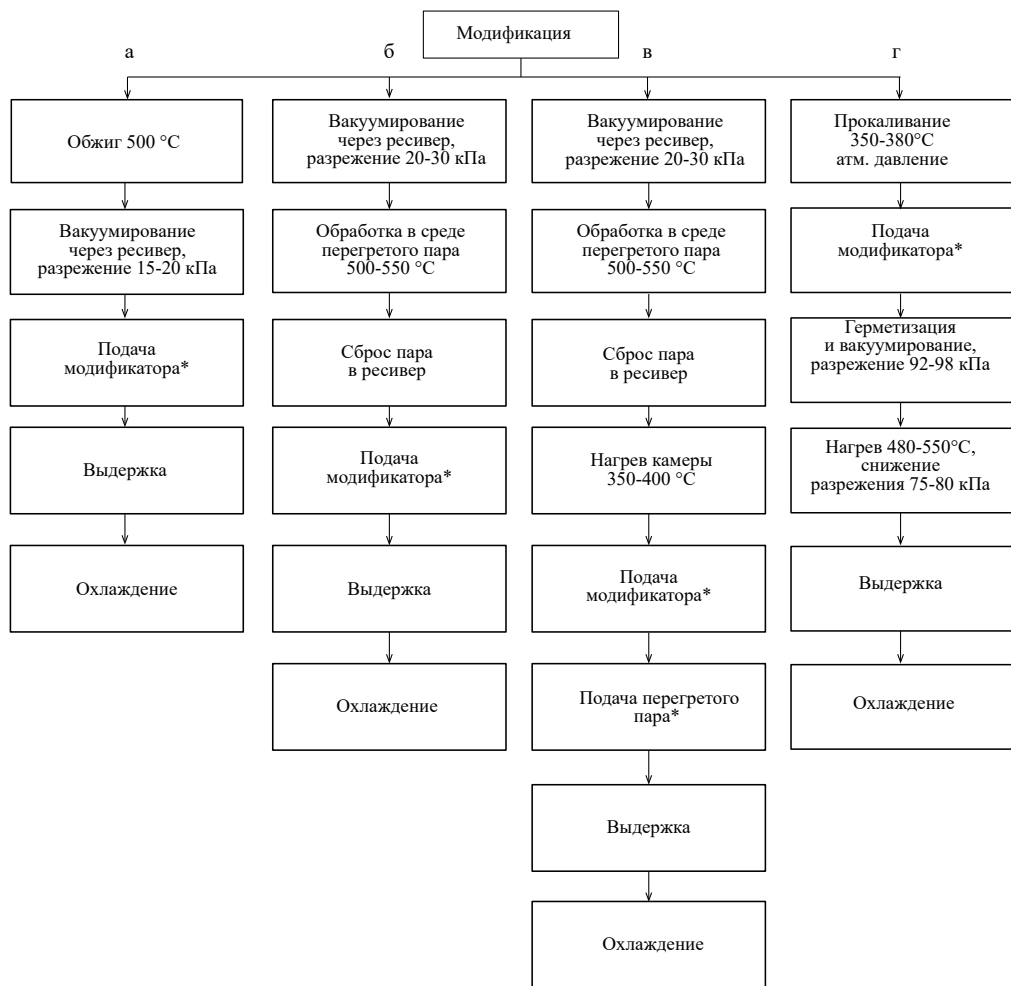 Модификация
а
б
в
г
Обжиг 500 °С
Вакуумирование
через ресивер,
разрежение 15-20 кПа
Подача
модификатора*
Выдержка
Охлаждение
Вакуумирование
через ресивер,
разрежение 20-30 кПа
Обработка в среде
перегретого пара
500-550 °С
Сброс пара
в ресивер
Подача
модификатора*
Выдержка
Охлаждение
Вакуумирование
через ресивер,
разрежение 20-30 кПа
Обработка в среде
перегретого пара
500-550 °С
Сброс пара
в ресивер
Нагрев камеры
350-400 °С
Подача
модификатора*
Подача перегретого
пара*
Выдержка
Охлаждение
Прокаливание
350-380°С
атм. давление
Подача
модификатора*
Герметизация
и вакуумирование,
разрежение 92-98 кПа
Нагрев 480-550°С,
снижение
разрежения 75-80 кПа
Выдержка
Охлаждение